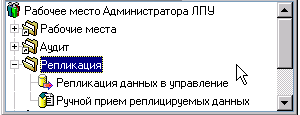 Рабочее место Администратора ЛПУ
Рабочие места
Аудит
Репликация
Репликация данных в управление
Ручной прием реплицируемых данных